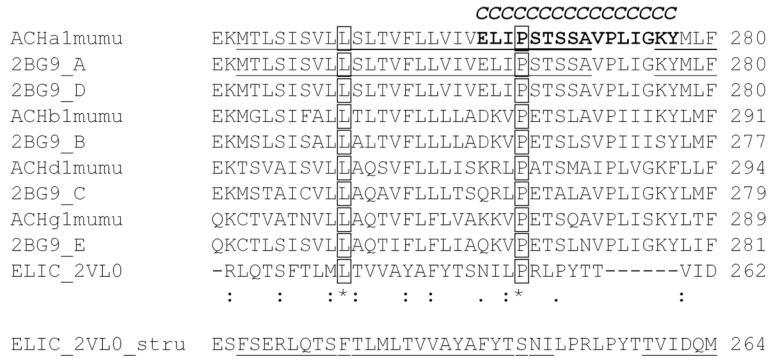 CCCCCCCCCCCCCCCC
ACHa1mumu EKMTLSISVLLSLTVFLLVIVELIPSTSSAVPLIGKYMLF 280
2BG9_A EKMTLSISVLLSLTVFLLVIVELIPSTSSAVPLIGKYMLF 280
2BG9_D EKMTLSISVLLSLTVFLLVIVELIPSTSSAVPLIGKYMLF 280
ACHb1mumu EKMGLSIFALLTLTVFLLLLADKVPETSLAVPIIIKYLMF 291
2BG9_B EKMSLSISALLALTVFLLLLADKVPETSLSVPIIISYLMF 277
ACHd1mumu EKTSVAISVLLAQSVFLLLISKRLPATSMAIPLVGKFLLF 294
2BG9_C EKMSTAICVLLAQAVFLLLTSQRLPETALAVPLIGKYLMF 279
ACHg1mumu QKCTVATNVLLAQTVFLFLVAKKVPETSQAVPLISKYLTF 289
2BG9_E QKCTLSISVLLAQTIFLFLIAQKVPETSLNVPLIGKYLIF 281
ELIC_2VL0 -RLQTSFTLMLTVVAYAFYTSNILPRLPYTT------VID 262
: : : *: : : . : * . :
ELIC_2VL0_stru ESFSERLQTSFTLMLTVVAYAFYTSNILPRLPYTTVIDQM 264